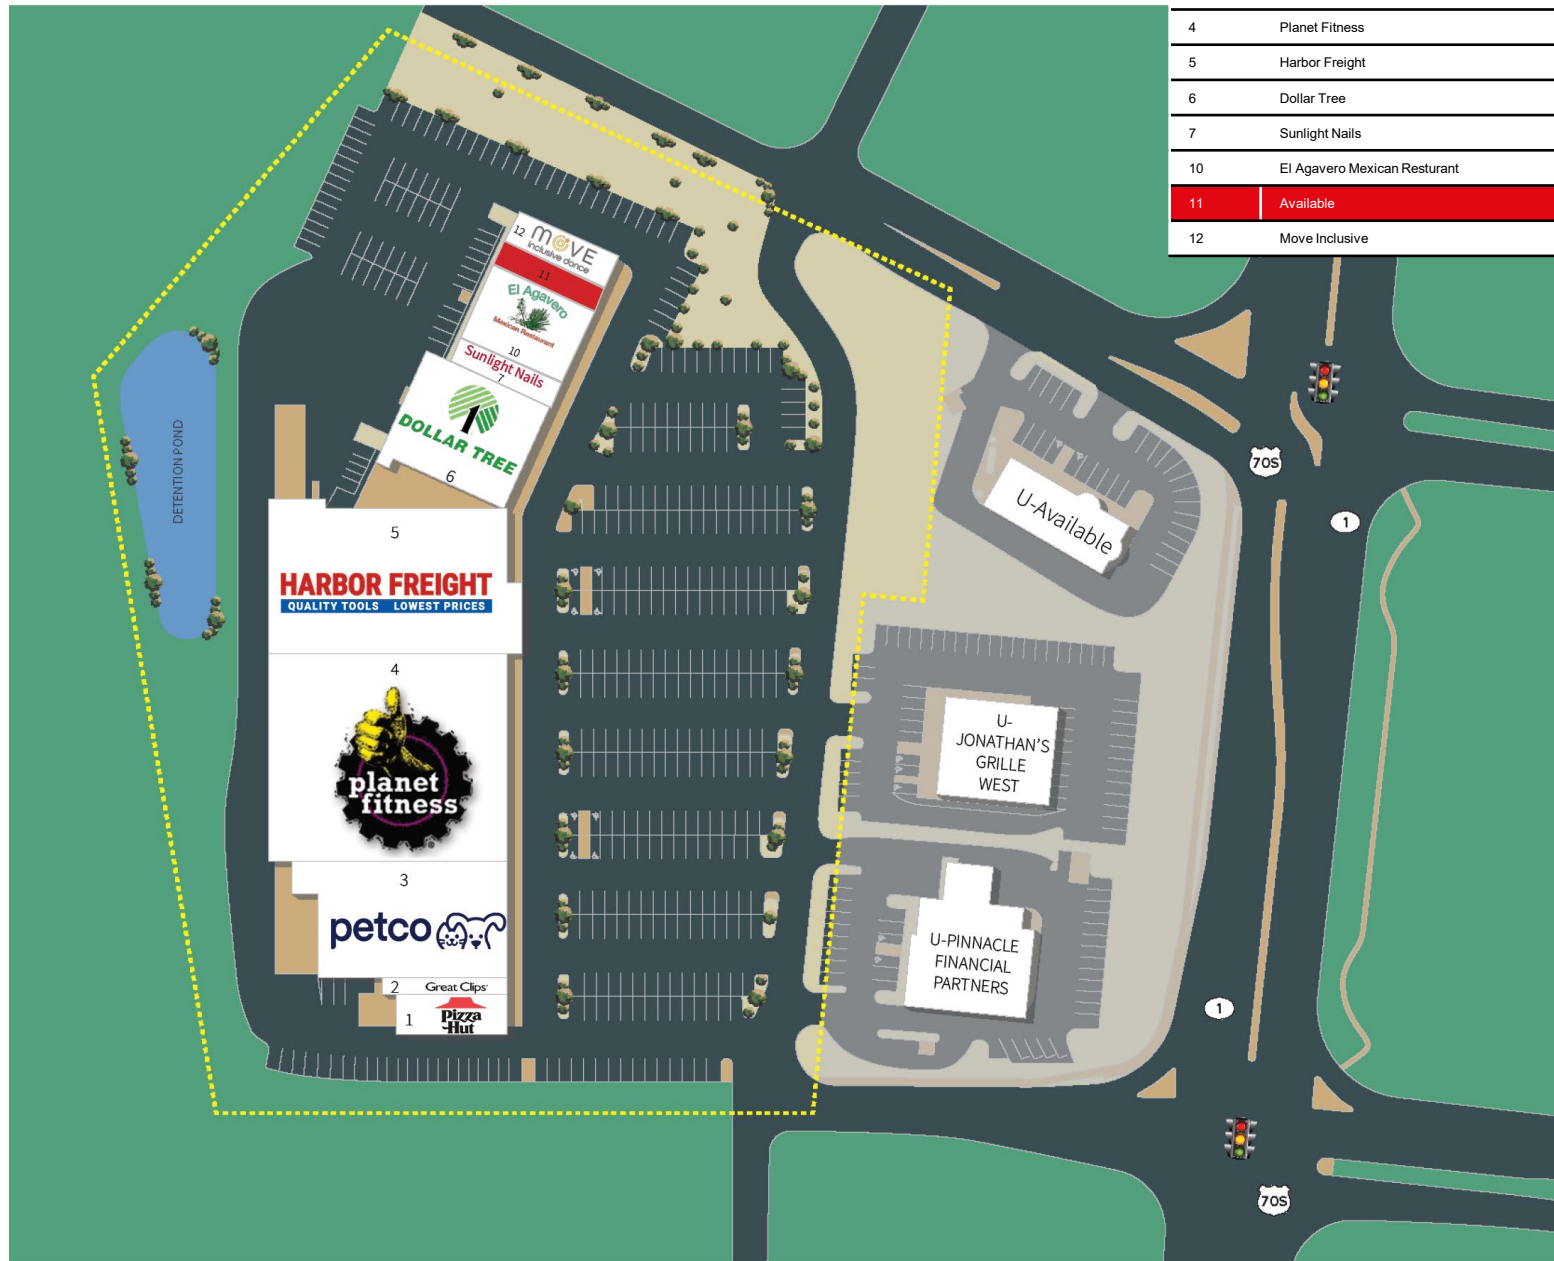 4 Planet Fitness
5 Harbor Freight
6 Dollar Tree
7 Sunlight Nails
10 El Agavero Mexican Resturant
11 Available
12 Move Inclusive
12 MOVE
inclusive dance
11
El Agavero
Mexican Restaurant
10
Sunlight Nails
7
DOLLAR TREE
6
DETENTION POND
5
HARBOR FREIGHT
QUALITY TOOLS LOWEST PRICES
4
planet
fitness
3
petco
2 Great Clips
1 Pizza
Hut
U-Available
U-
JONATHAN'S
GRILLE
WEST
U-PINNACLE
FINANCIAL
PARTNERS
70S
1
1
70S